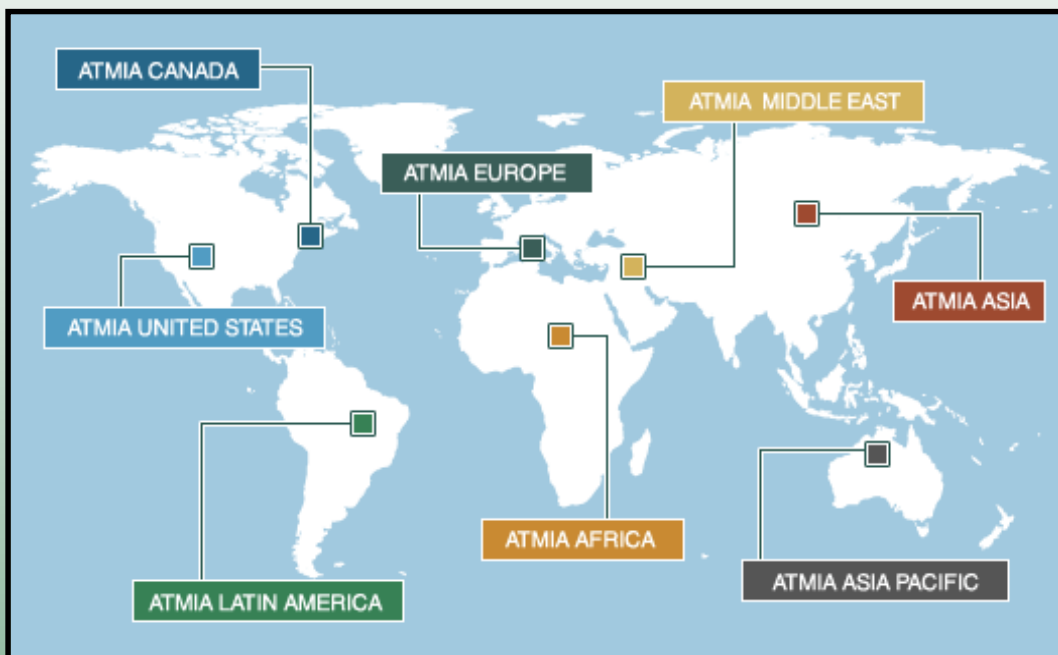 ATMIA CANADA
ATMIA MIDDLE EAST
ATMIA EUROPE
ATMIA ASIA
ATMIA UNITED STATES
ATMIA AFRICA
ATMIA ASIA PACIFIC
ATMIA LATIN AMERICA